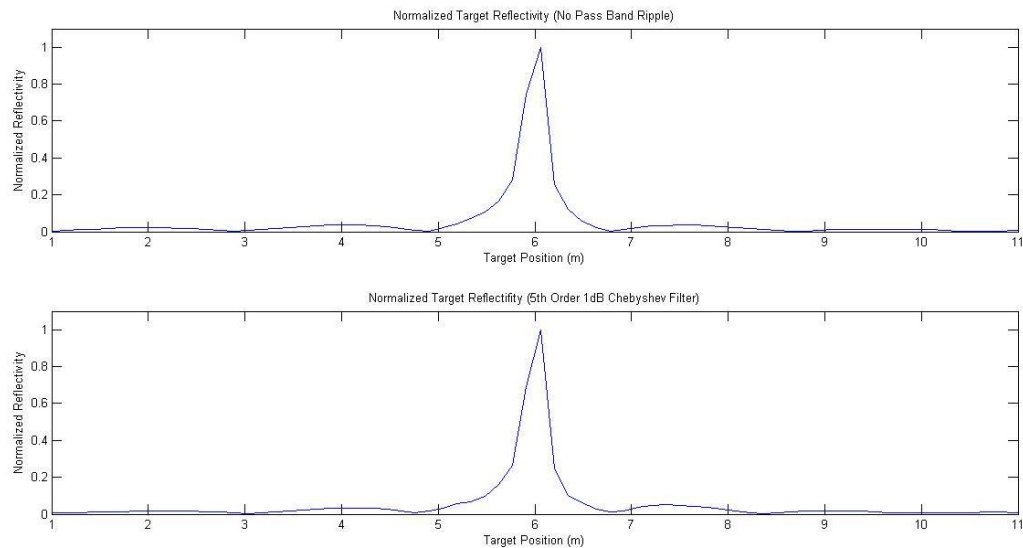 Normalized Target Reflectivity (No Pass Band Ripple)
Normalized Reflectivity
1
0.8
0.6
0.4
0.2
0
1 2 3 4 5 6 7 8 9 10 11
Target Position (m)
Normalized Target Reflectifity (5th Order 1dB Chebyshev Filter)
Normalized Reflectivity
1
0.8
0.6
0.4
0.2
0
1 2 3 4 5 6 7 8 9 10 11
Target Position (m)